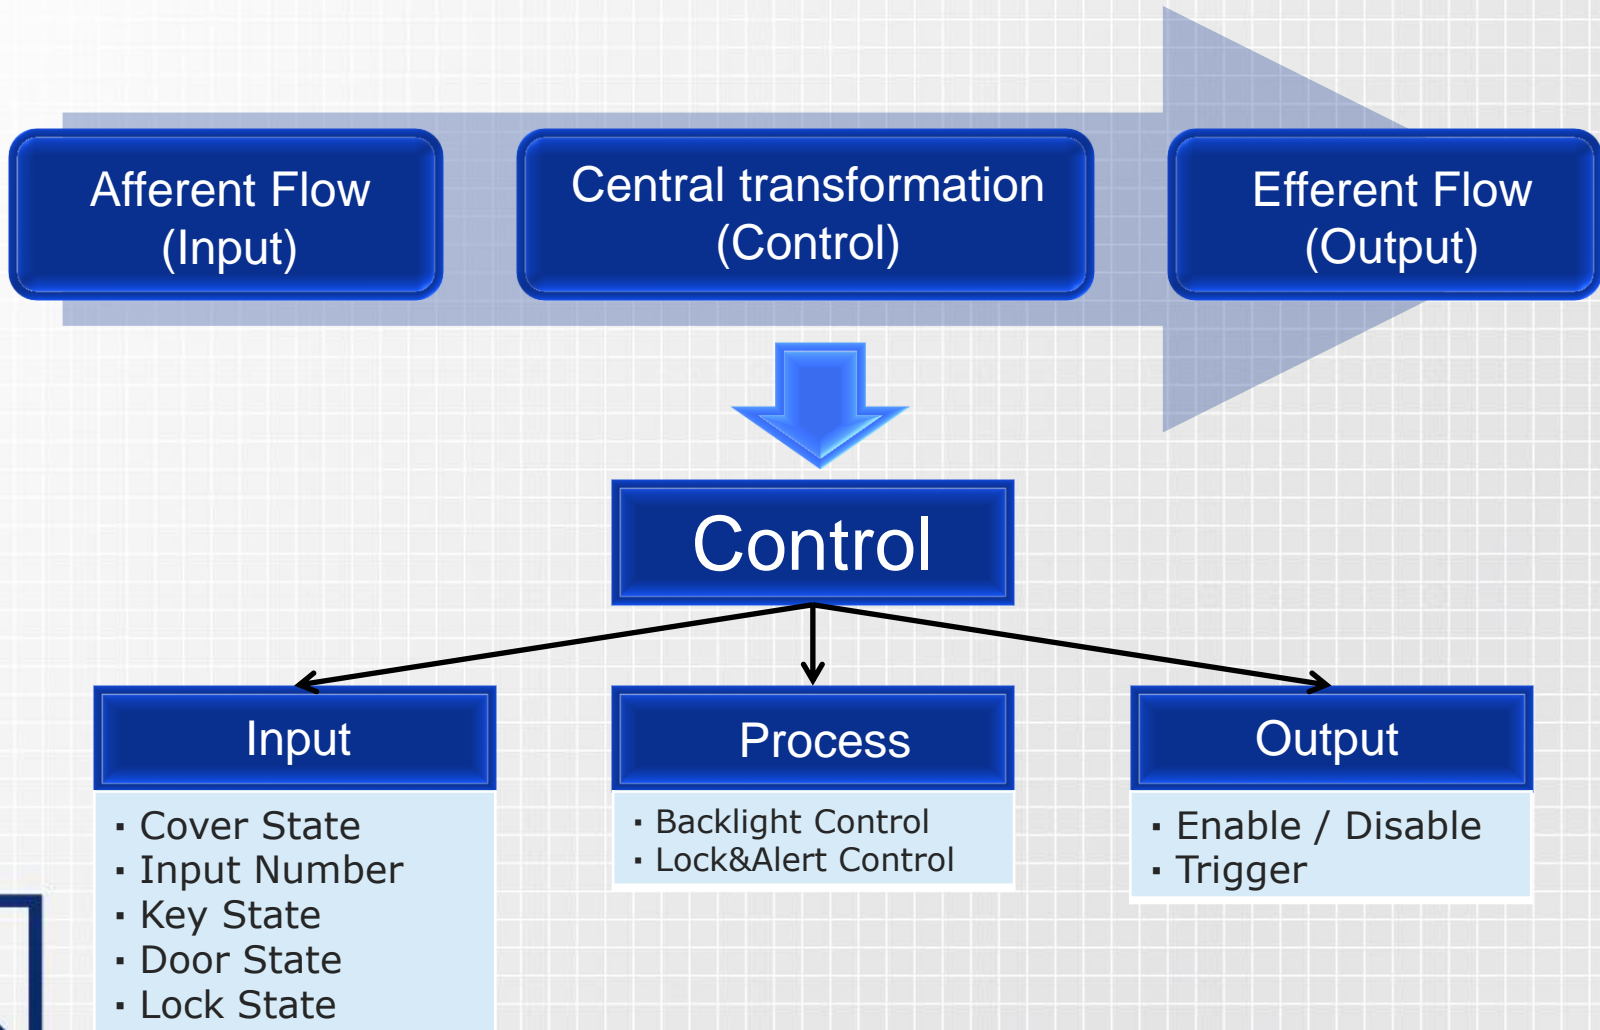 Afferent Flow
(Input)
Central transformation
(Control)
Efferent Flow
(Output)
Control
Input
▪ Cover State
▪ Input Number
▪ Key State
▪ Door State
▪ Lock State
Process
▪ Backlight Control
▪ Lock&Alert Control
Output
▪ Enable / Disable
▪ Trigger